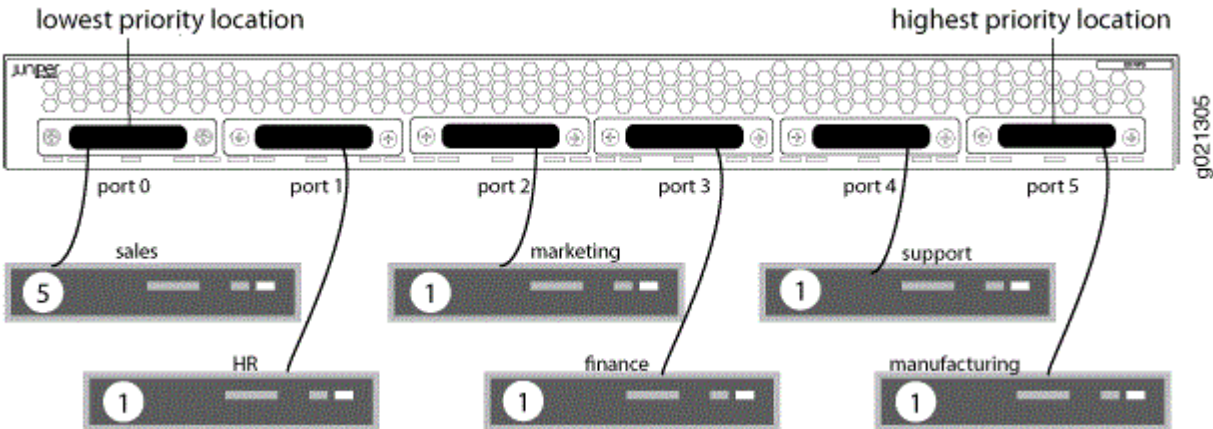 lowest priority location
highest priority location
juniper
port 0
port 1
port 2
port 3
port 4
port 5
g021305
sales
marketing
support
5
1
1
HR
finance
manufacturing
1
1
1